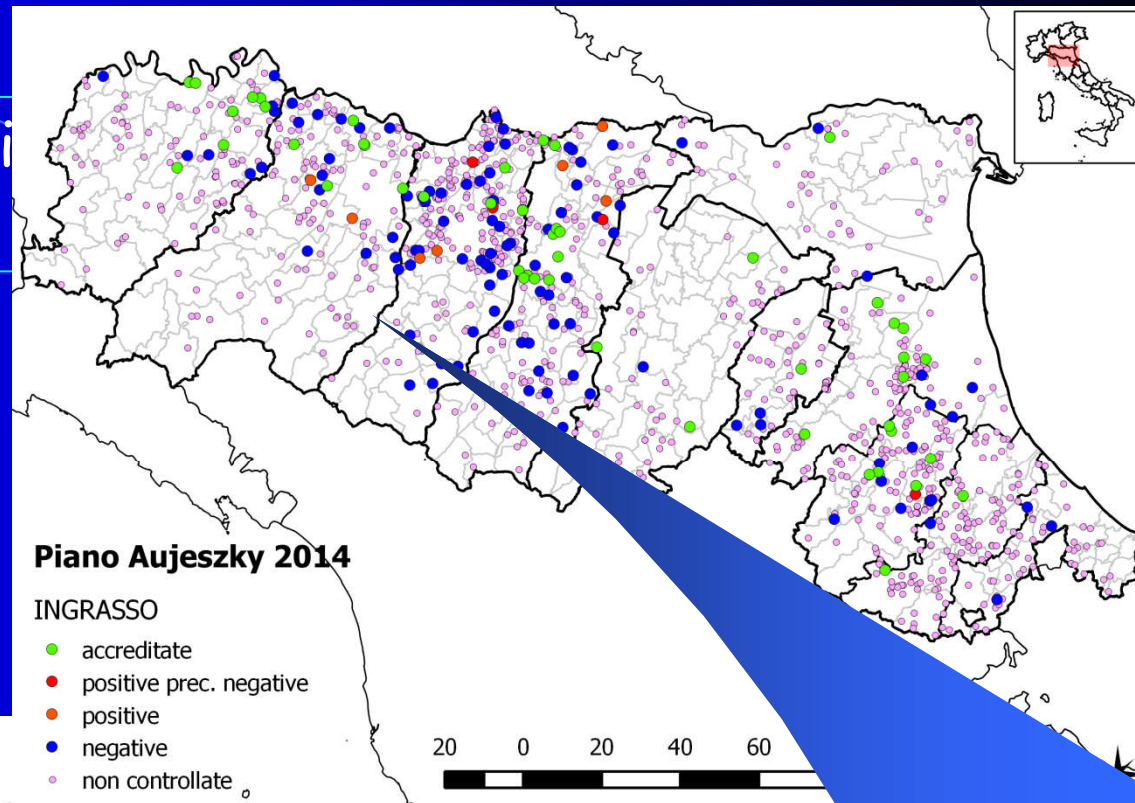 Piano Aujeszky 2014
INGRASSO
accreditate
positive prec. negative
positive
negative
non controllate
20 0 20 40 60